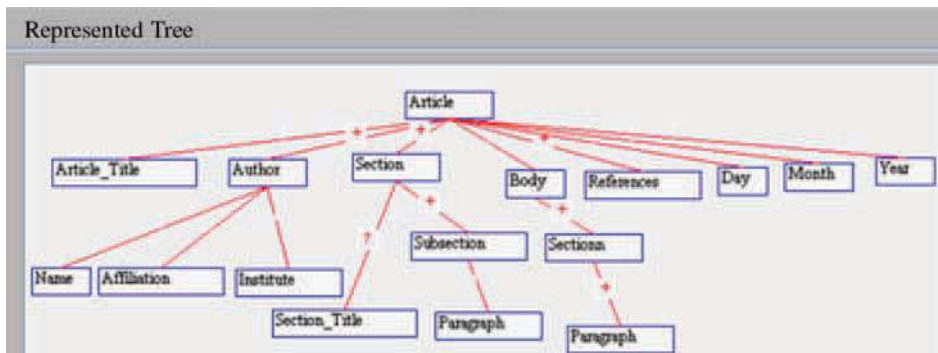 Represented Tree
Article
+ + +
Article_Title Author Section Body References Day Month Year
+ +
? Subsection Sectionn
Name Affiliation Institute +
Section_Title Paragraph Paragraph